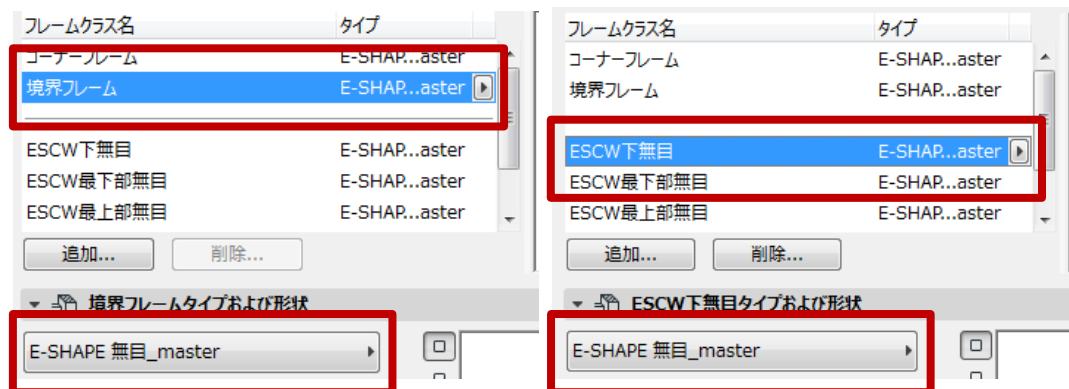 フレームクラス名 タイプ
コーナーフレーム E-SHAP...aster
境界フレーム E-SHAP...aster
ESCW下無目 E-SHAP...aster
ESCW最下部無目 E-SHAP...aster
ESCW最上部無目 E-SHAP...aster
追加... 削除...
境界フレームタイプおよび形状
E-SHAPE 無目_master
フレームクラス名 タイプ
コーナーフレーム E-SHAP...aster
境界フレーム E-SHAP...aster
ESCW下無目 E-SHAP...aster
ESCW最下部無目 E-SHAP...aster
ESCW最上部無目 E-SHAP...aster
追加... 削除...
ESCW下無目タイプおよび形状
E-SHAPE 無目_master